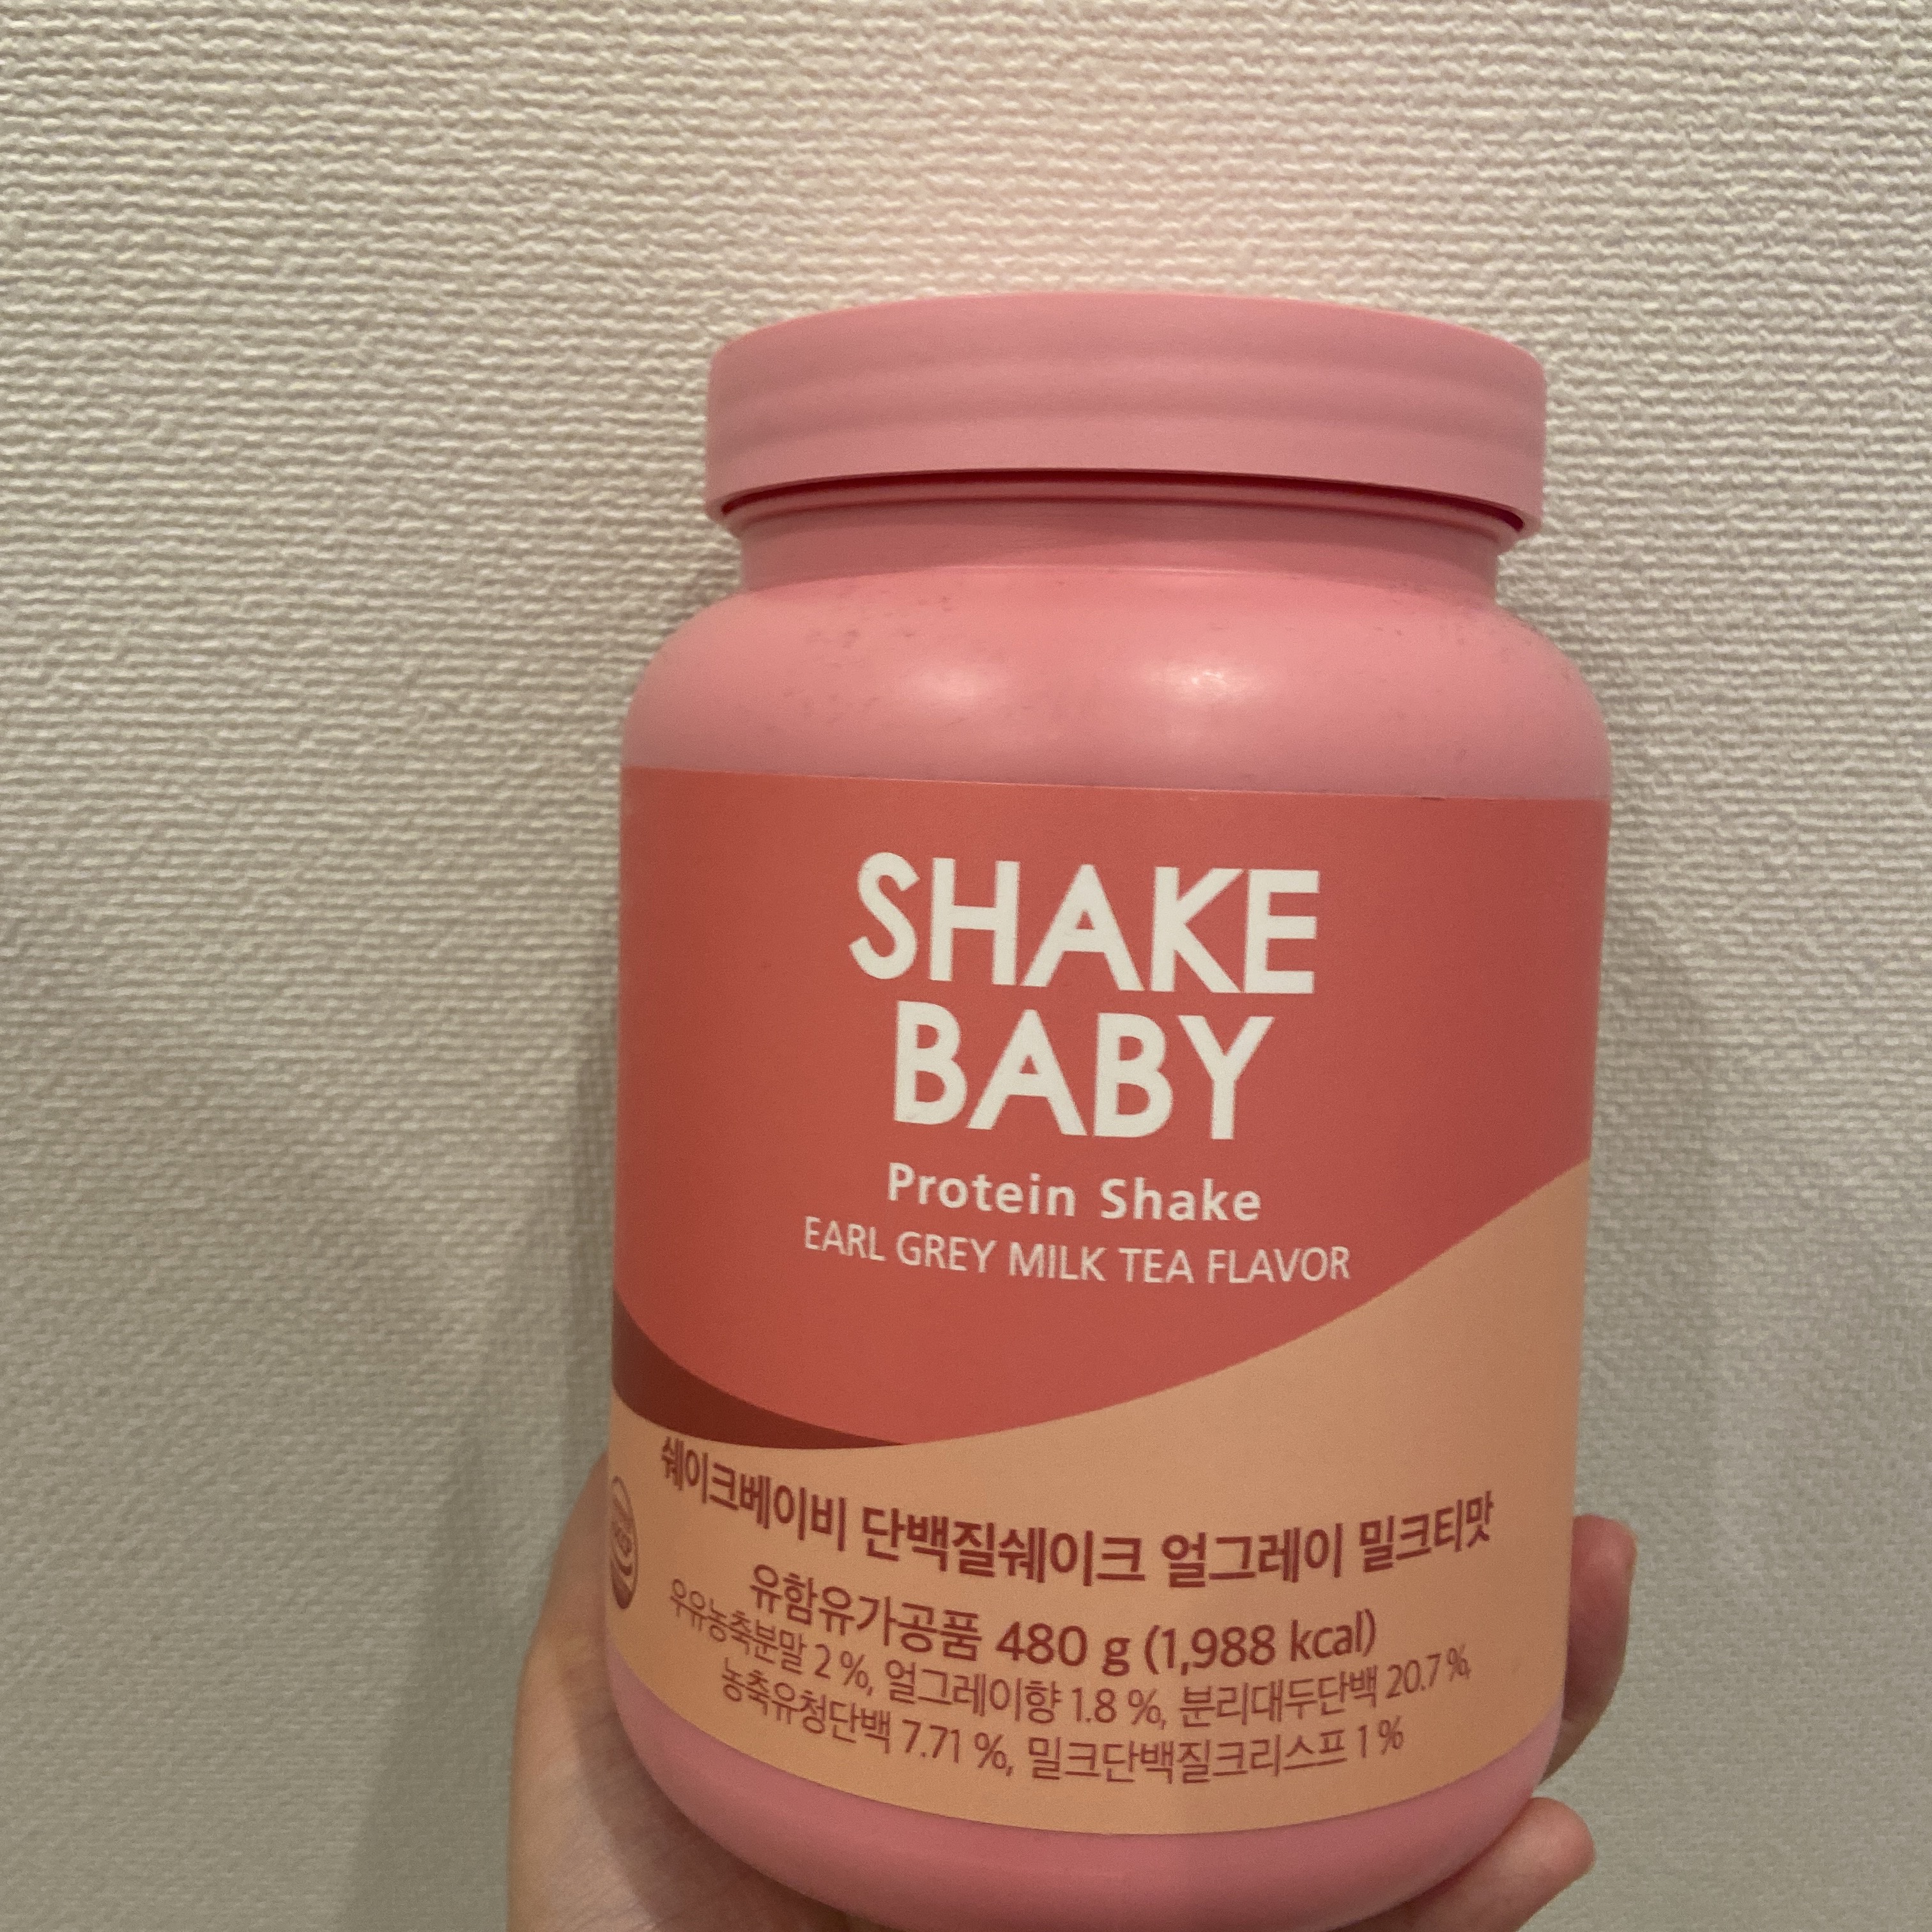 SHAKE
BABY
Protein Shake
EARL GREY MILK TEA FLAVOR
쉐이크베이비 단백질쉐이크 얼그레이 밀크티맛
유함유가공품 480 g (1,988 kcal)
우유농축분말 2 %, 얼그레이향 1.8 %, 분리대두단백 20.7 %,
농축유청단백 7.71 %, 밀크단백질크리스프 1 %